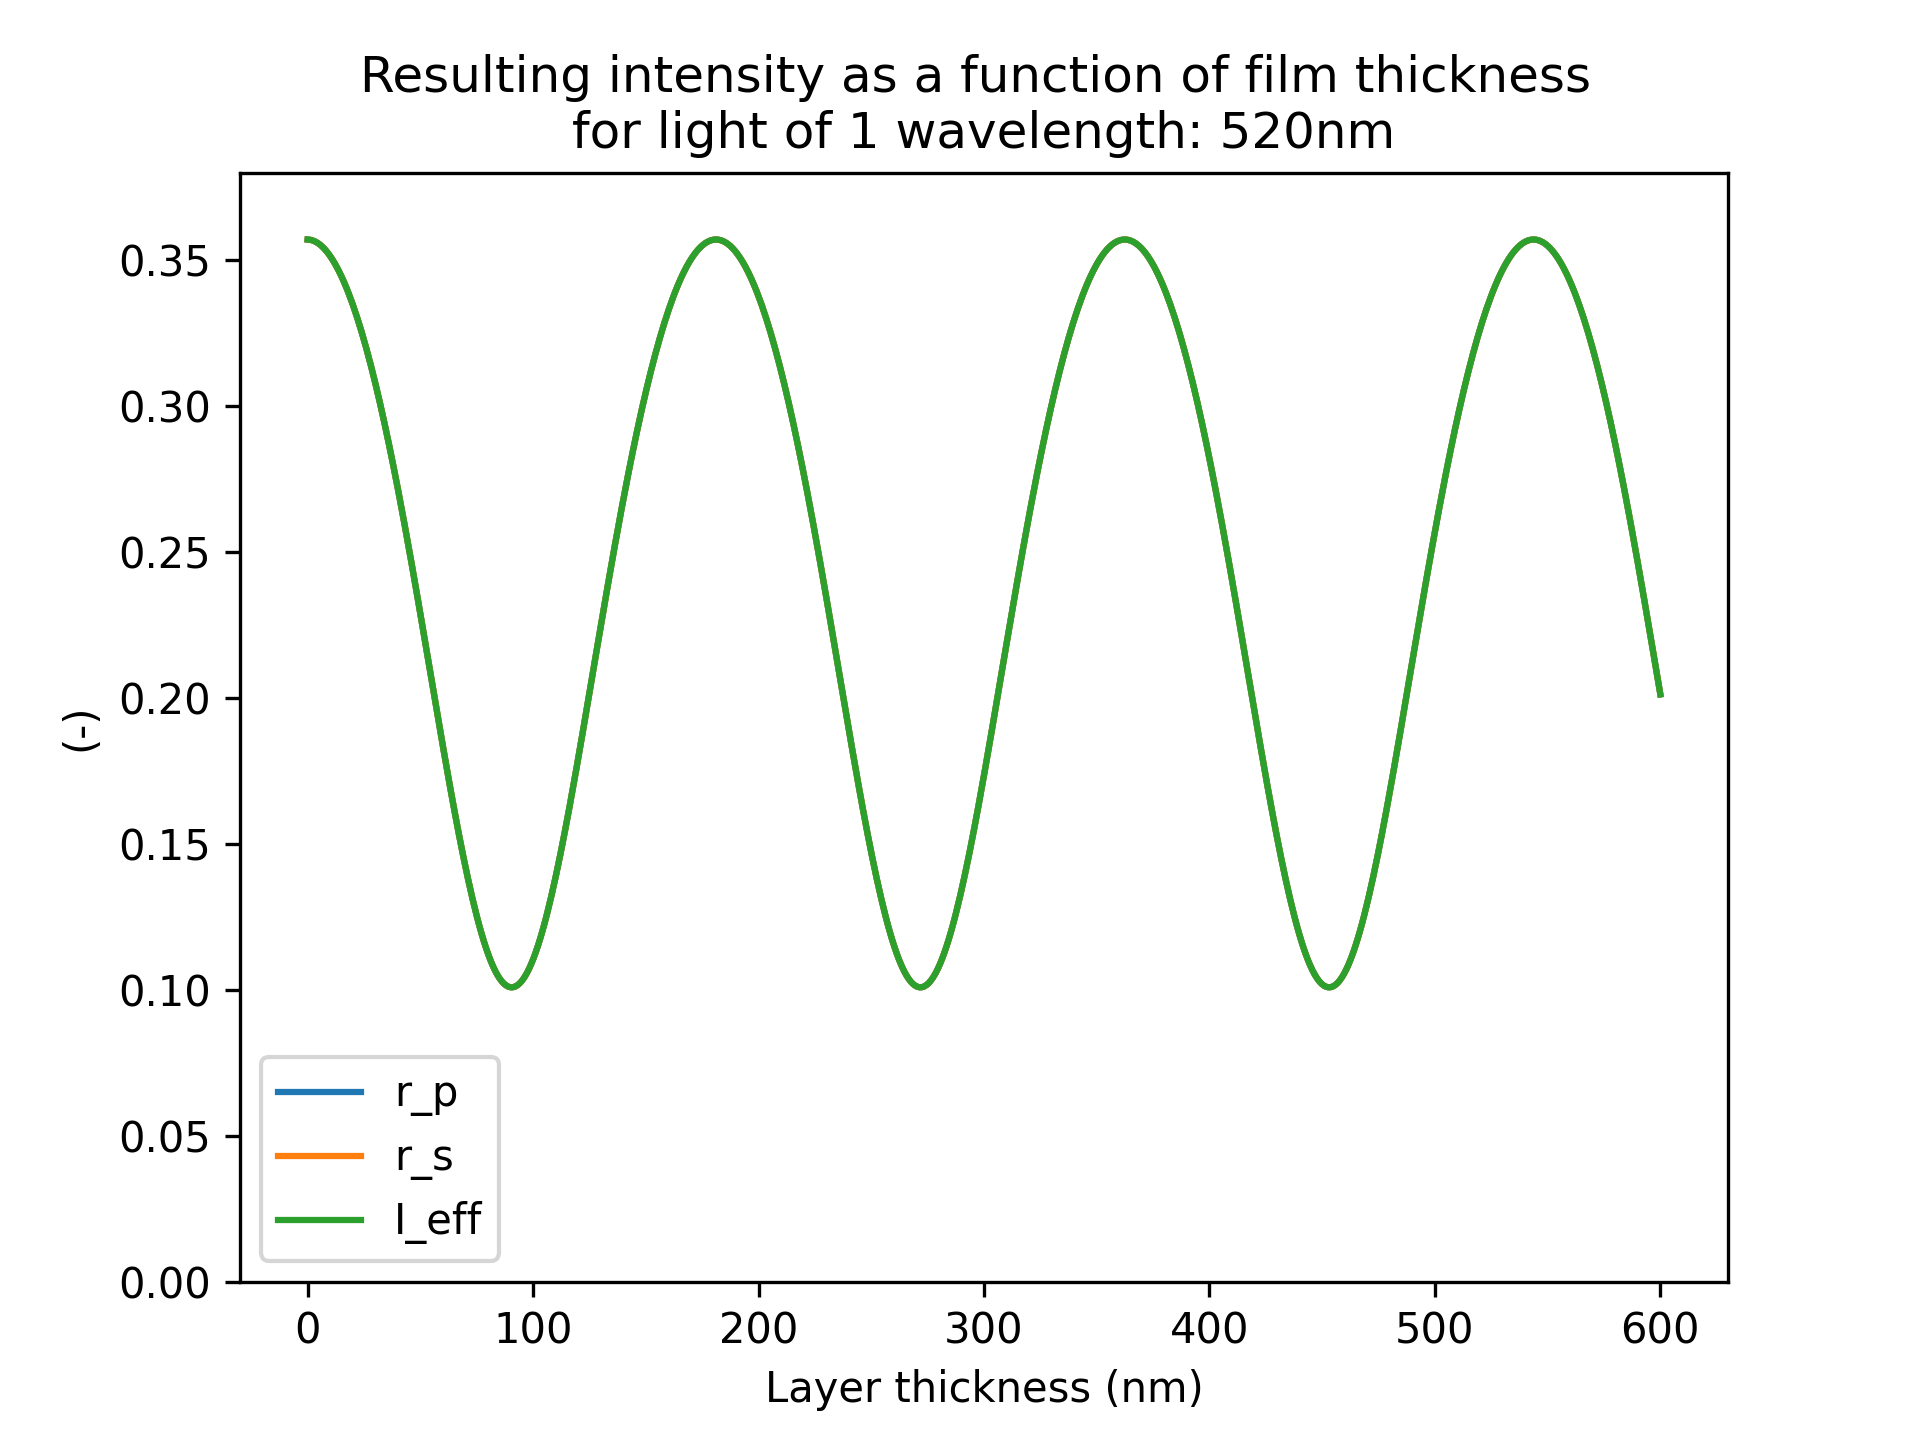 Resulting intensity as a function of film thickness
for light of 1 wavelength: 520nm
0.35
0.30
0.25
0.20
0.15
0.10
0.05
0.00
(-)
r_p
r_s
I_eff
0 100 200 300 400 500 600
Layer thickness (nm)